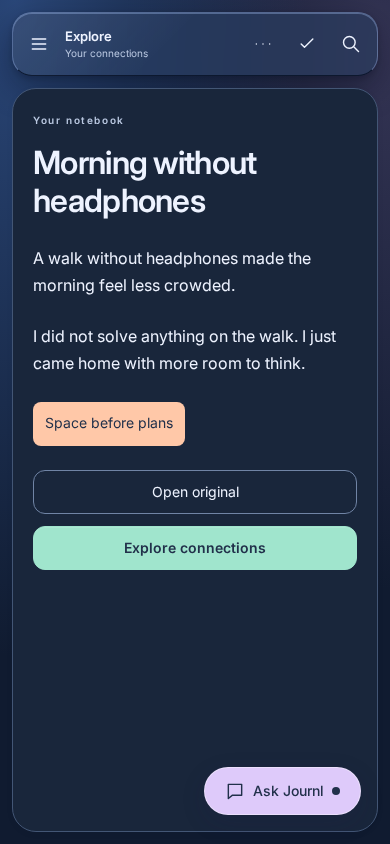 Explore
Your connections
...
Your notebook
Morning without
headphones
A walk without headphones made the
morning feel less crowded.
I did not solve anything on the walk. I just
came home with more room to think.
Space before plans
Open original
Explore connections
Ask Journl